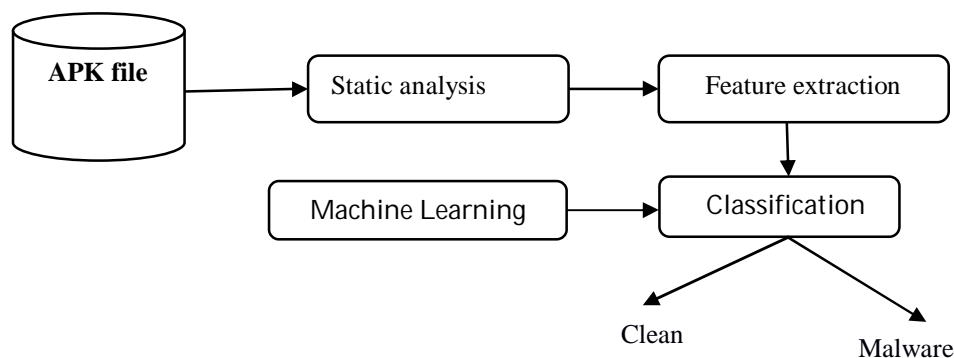 APK file
Static analysis
Feature extraction
Machine Learning
Classification
Clean
Malware